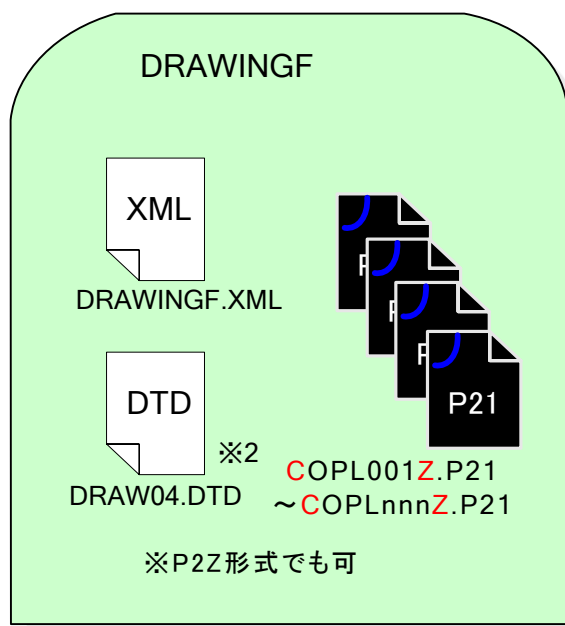 DRAWINGF
XML
DRAWINGF.XML
P
P
P
P21
DTD
※2
DRAW04.DTD
COPL001Z.P21
~COPLnnnZ.P21
※P2Z形式でも可